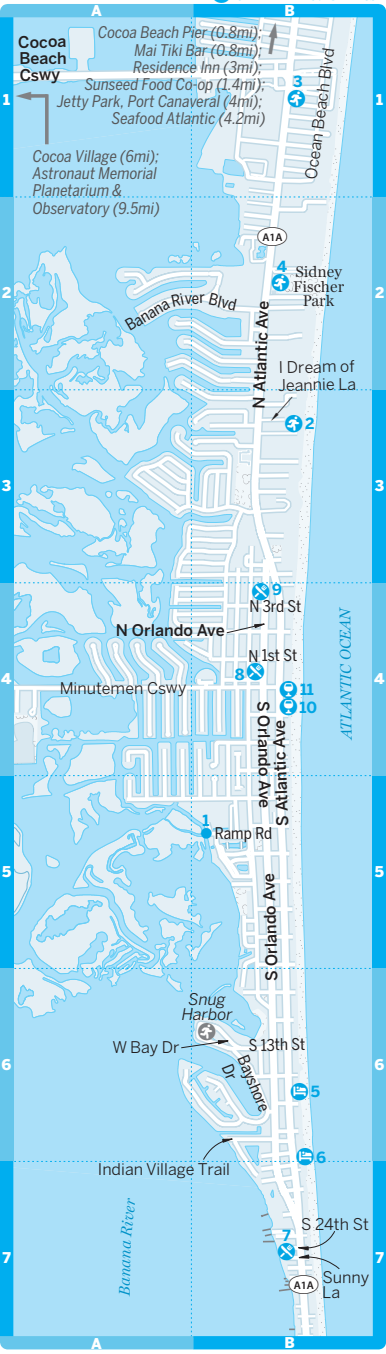 A B
Cocoa
Beach
Cswy
Cocoa Beach Pier (0.8mi);
Mai Tiki Bar (0.8mi);
Residence Inn (3mi);
Sunseed Food Co-op (1.4mi);
Jetty Park, Port Canaveral (4mi);
Seafood Atlantic (4.2mi)
3
Ocean Beach Blvd
1 1
Cocoa Village (6mi);
Astronaut Memorial
Planetarium &
Observatory (9.5mi)
A1A
4
Sidney
Fischer
Park
2 2
Banana River Blvd
N Atlantic Ave
I Dream of
Jeannie La
2
3 3
9
N 3rd St
N Orlando Ave
ATLANTIC OCEAN
N 1st St
8
4 4
Minutemen Cswy
11
10
S Orlando Ave
S Atlantic Ave
1
Ramp Rd
5 5
S Orlando Ave
Snug
Harbor
W Bay Dr
S 13th St
6 6
Bayshore
Dr
5
6
Indian Village Trail
Banana River
S 24th St
7
7 7
Sunny
La
A1A
A B